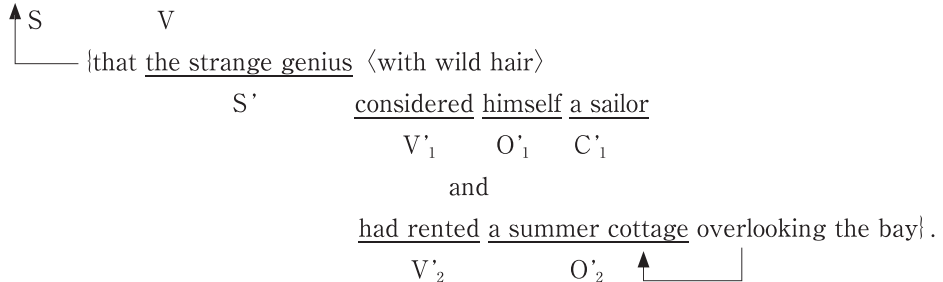 S V
{that the strange genius 〈with wild hair〉
S' considered himself a sailor
V'₁ O'₁ C'₁
and
had rented a summer cottage overlooking the bay}.
V'₂ O'₂